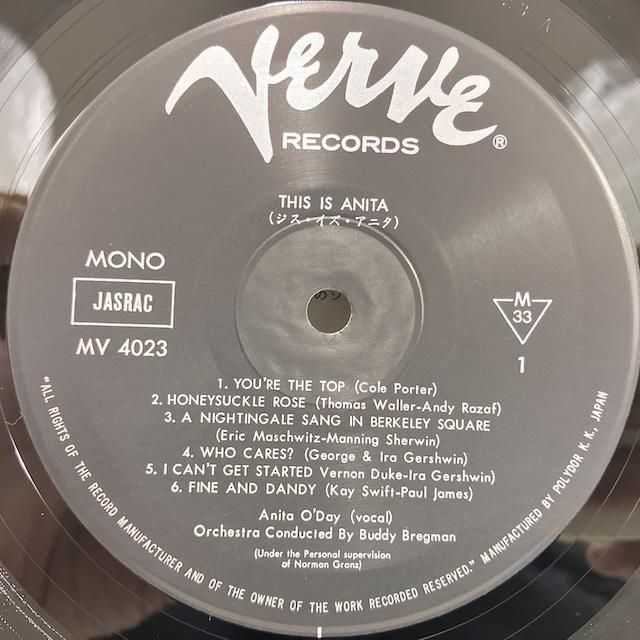 VERVE
RECORDS ®
THIS IS ANITA
(ジス・イズ・アニタ)
MONO
JASRAC
MV 4023
M
33
1
1. YOU'RE THE TOP (Cole Porter)
2. HONEYSUCKLE ROSE (Thomas Waller-Andy Razaf)
3. A NIGHTINGALE SANG IN BERKELEY SQUARE
(Eric Maschwitz-Manning Sherwin)
4. WHO CARES? (George & Ira Gershwin)
5. I CAN'T GET STARTED Vernon Duke-Ira Gershwin)
6. FINE AND DANDY (Kay Swift-Paul James)
Anita O'Day (vocal)
Orchestra Conducted By Buddy Bregman
(Under the Personal supervision
of Norman Granz)
"ALL RIGHTS OF THE RECORD MANUFACTURER AND OF THE OWNER OF THE WORK RECORDED RESERVED." MANUFACTURED BY POLYDOR K. K., JAPAN